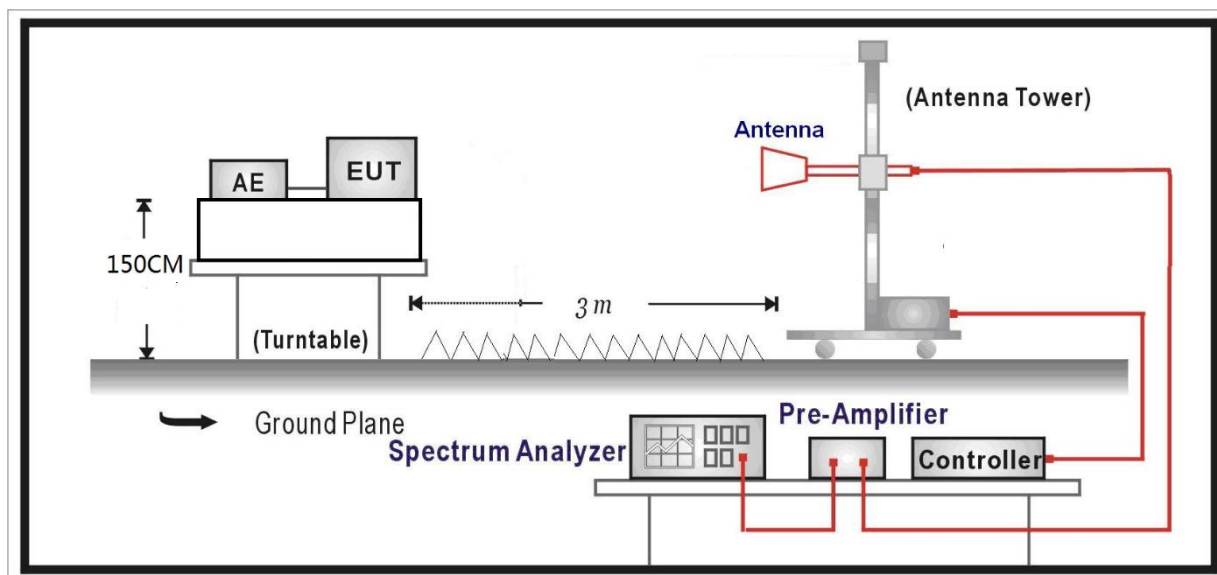 (Antenna Tower)
Antenna
EUT
AE
150CM
3 m
(Turntable)
Ground Plane
Pre-Amplifier
Spectrum Analyzer
Controller